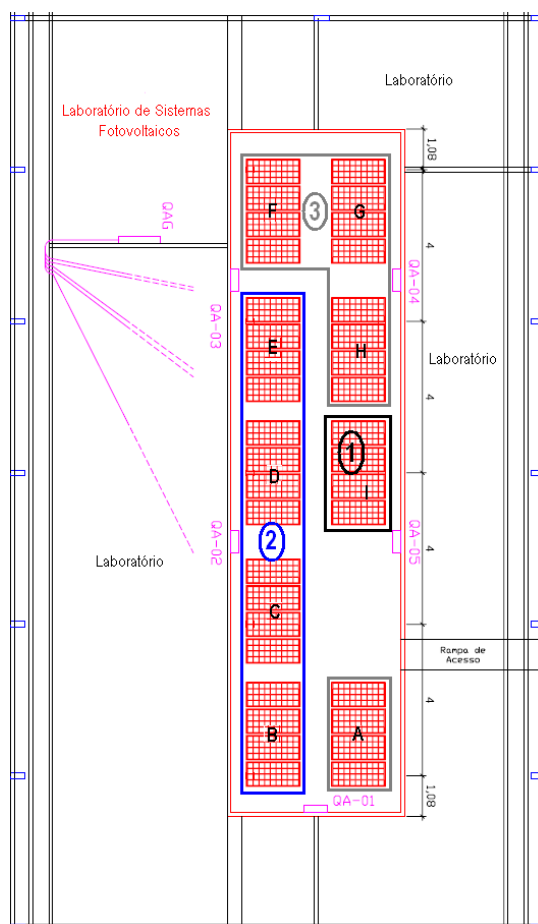 Laboratório
Laboratório de Sistemas
Fotovoltaicos
1,08
F
3
G
QAG
4
QA-04
QA-03
E
H
Laboratório
4
1
D
I
2
QA-02
QA-05
4
Laboratório
C
Rampa de
Acesso
4
B
A
QA-01
1,08